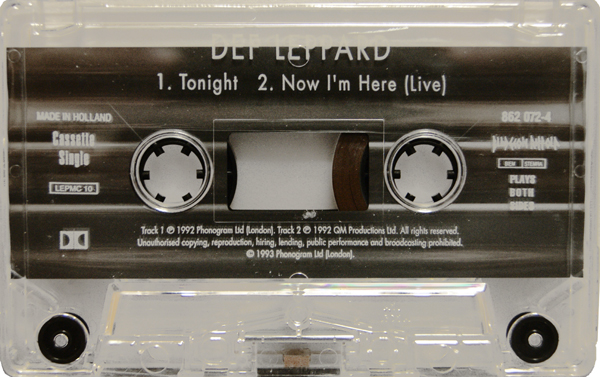 DEF LEPPARD
1. Tonight 2. Now I'm Here (Live)
MADE IN HOLLAND
Cassette
Single
LEPMC 10
862 072-4
BIEM STEMRA
PLAYS
BOTH
SIDES
Track 1 ℗ 1992 Phonogram Ltd (London). Track 2 ℗ 1992 QM Productions Ltd. All rights reserved.
Unauthorised copying, reproduction, hiring, lending, public performance and broadcasting prohibited.
© 1993 Phonogram Ltd (London).